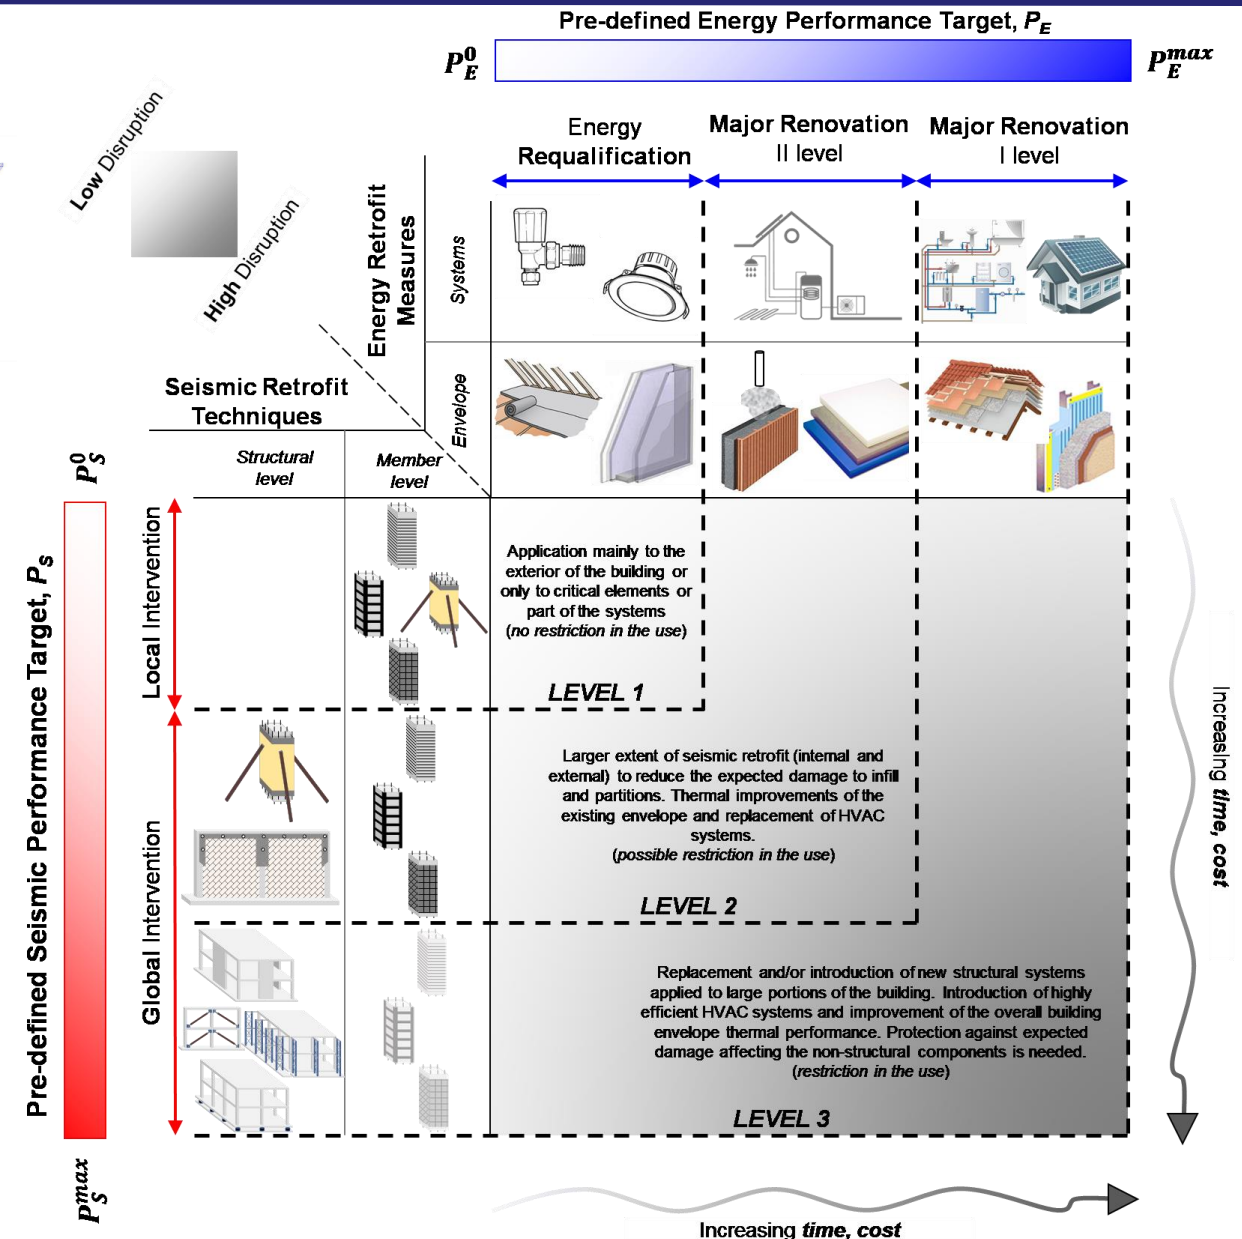 Pre-defined Energy Performance Target, P_E
P_E^0
P_E^max
Low Disruption
High Disruption
Energy
Requalification
Major Renovation
II level
Major Renovation
I level
Energy Retrofit
Measures
Systems
Envelope
Seismic Retrofit
Techniques
Structural
level
Member
level
P_S^0
Pre-defined Seismic Performance Target, P_S
P_S^max
Local Intervention
Global Intervention
Application mainly to the
exterior of the building or
only to critical elements or
part of the systems
(no restriction in the use)
LEVEL 1
Larger extent of seismic retrofit (internal and
external) to reduce the expected damage to infill
and partitions. Thermal improvements of the
existing envelope and replacement of HVAC
systems.
(possible restriction in the use)
LEVEL 2
Replacement and/or introduction of new structural systems
applied to large portions of the building. Introduction of highly
efficient HVAC systems and improvement of the overall building
envelope thermal performance. Protection against expected
damage affecting the non-structural components is needed.
(restriction in the use)
LEVEL 3
Increasing time, cost
Increasing time, cost